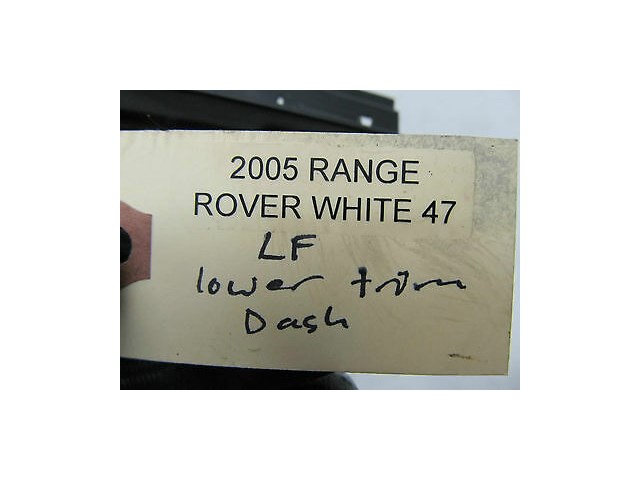 2005 RANGE
ROVER WHITE 47
LF
lower trim
Dash